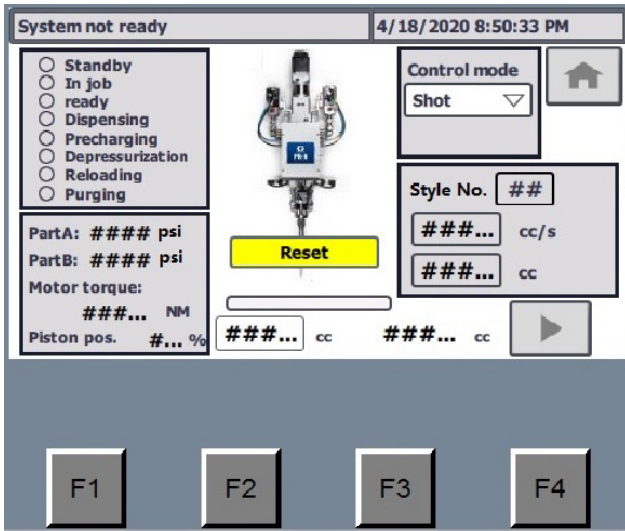 System not ready
4/18/2020 8:50:33 PM
Standby
In job
ready
Dispensing
Precharging
Depressurization
Reloading
Purging
Control mode
Shot
Style No. ##
###... cc/s
###... cc
PartA: #### psi
PartB: #### psi
Motor torque:
###... NM
Piston pos. #... %
Reset
###... cc ###... cc
F1 F2 F3 F4